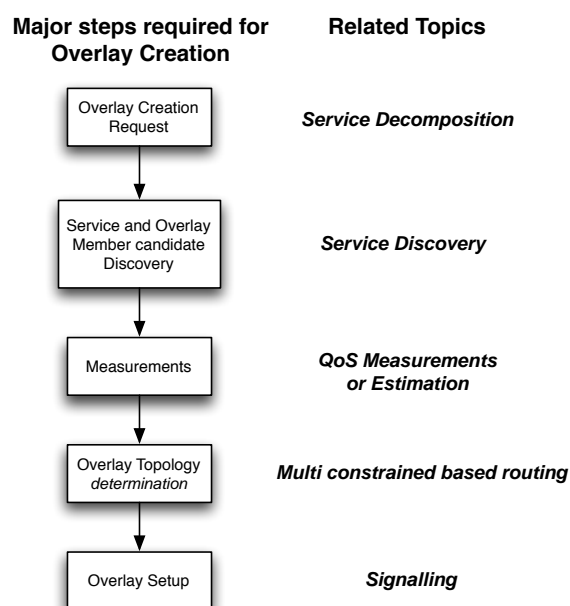 Major steps required for
Overlay Creation
Related Topics
Overlay Creation
Request
Service Decomposition
Service and Overlay
Member candidate
Discovery
Service Discovery
Measurements
QoS Measurements
or Estimation
Overlay Topology
determination
Multi constrained based routing
Overlay Setup
Signalling